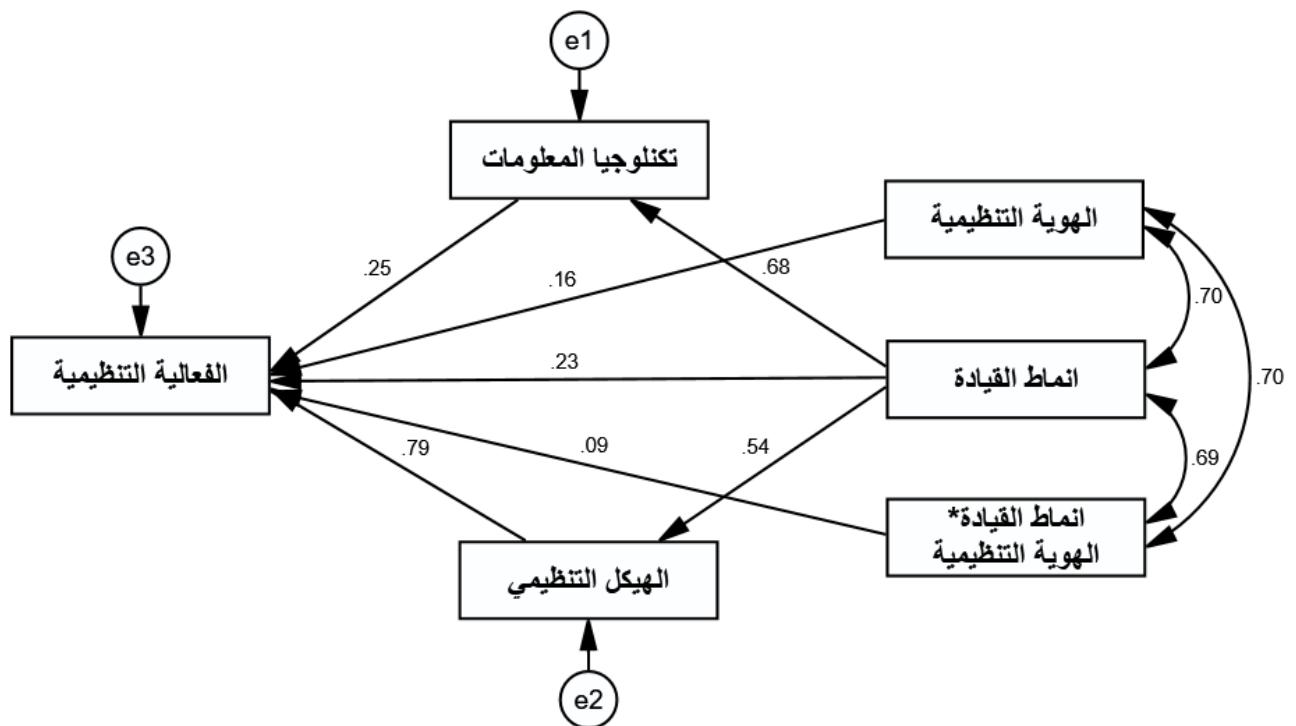 e1
تكنلوجيا المعلومات
الهوية التنظيمية
e3
.25
.16
.68
.70
الفعالية التنظيمية
.23
انماط القيادة
.70
.79
.09
.54
.69
انماط القيادة*
الهوية التنظيمية
الهيكل التنظيمي
e2